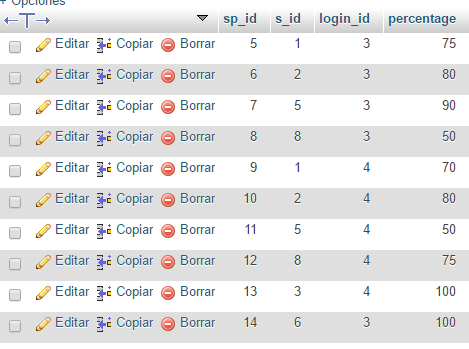 + Opciones
←T→ sp_id s_id login_id percentage
Editar Copiar Borrar 5 1 3 75
Editar Copiar Borrar 6 2 3 80
Editar Copiar Borrar 7 5 3 90
Editar Copiar Borrar 8 8 3 50
Editar Copiar Borrar 9 1 4 70
Editar Copiar Borrar 10 2 4 80
Editar Copiar Borrar 11 5 4 50
Editar Copiar Borrar 12 8 4 75
Editar Copiar Borrar 13 3 4 100
Editar Copiar Borrar 14 6 3 100